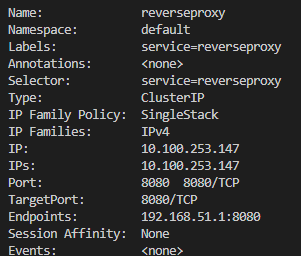 Name: reverseproxy
Namespace: default
Labels: service=reverseproxy
Annotations: <none>
Selector: service=reverseproxy
Type: ClusterIP
IP Family Policy: SingleStack
IP Families: IPv4
IP: 10.100.253.147
IPs: 10.100.253.147
Port: 8080 8080/TCP
TargetPort: 8080/TCP
Endpoints: 192.168.51.1:8080
Session Affinity: None
Events: <none>